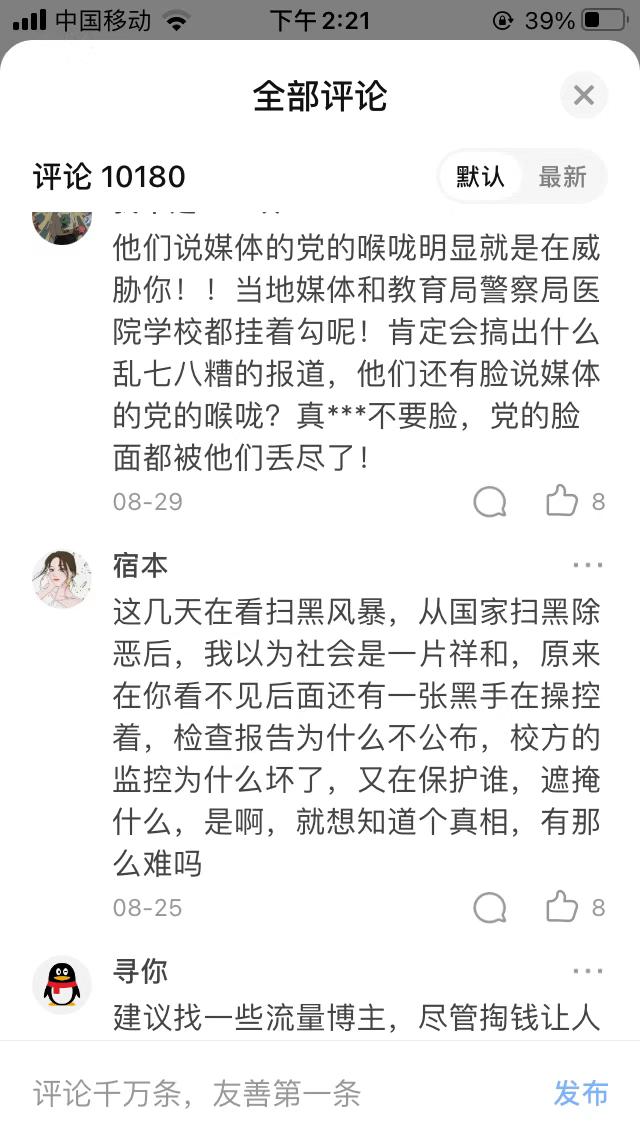 中国移动
下午2:21
39%
全部评论
评论 10180
默认
最新
他们说媒体的党的喉咙明显就是在威
胁你！！当地媒体和教育局警察局医
院学校都挂着勾呢！肯定会搞出什么
乱七八糟的报道，他们还有脸说媒体
的党的喉咙？真***不要脸，党的脸
面都被他们丢尽了！
08-29
8
宿本
这几天在看扫黑风暴，从国家扫黑除
恶后，我以为社会是一片祥和，原来
在你看不见后面还有一张黑手在操控
着，检查报告为什么不公布，校方的
监控为什么坏了，又在保护谁，遮掩
什么，是啊，就想知道个真相，有那
么难吗
08-25
8
寻你
建议找一些流量博主，尽管掏钱让人
评论千万条，友善第一条
发布